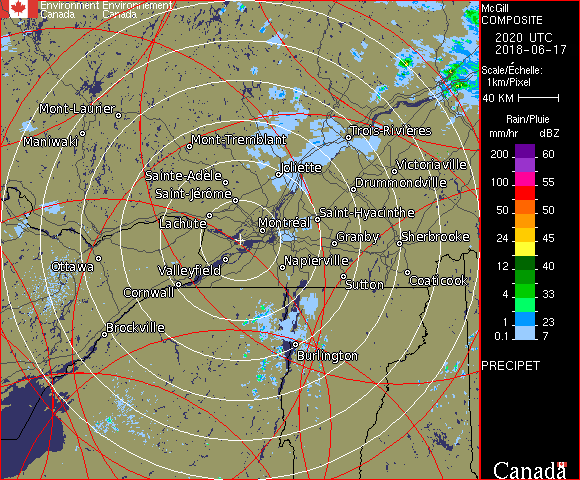 Environment Environnement
Canada Canada
McGill
COMPOSITE
2020 UTC
2018-06-17
Scale/Échelle:
1km/Pixel
40 KM
Rain/Pluie
mm/hr dBZ
200 60
100 55
50 50
24 45
12 40
4 33
1 23
0.1 7
PRECIPET
Canada
Mont-Laurier
Maniwaki
Mont-Tremblant
Trois-Rivières
Sainte-Adèle
Joliette
Victoriaville
Saint-Jérôme
Drummondville
Lachute
Montréal
Saint-Hyacinthe
Granby
Sherbrooke
Ottawa
Valleyfield
Napierville
Cornwall
Sutton
Coaticook
Brockville
Burlington